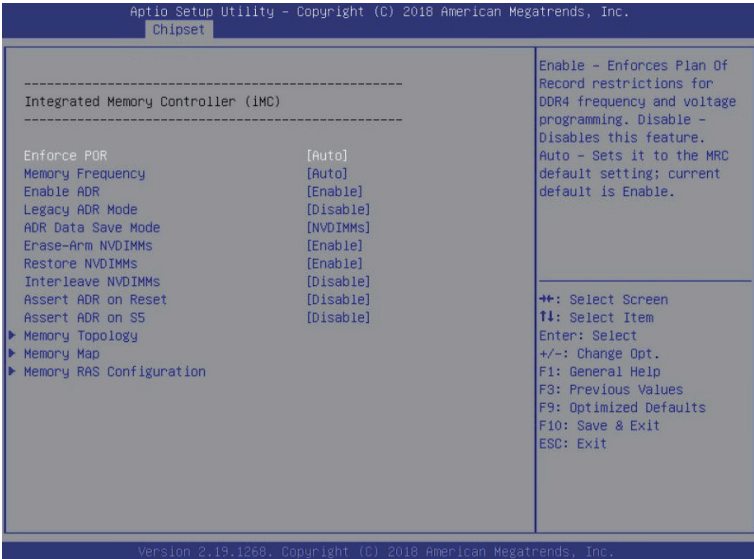 Aptio Setup Utility – Copyright (C) 2018 American Megatrends, Inc.
Chipset
--------------------------------------------------
Integrated Memory Controller (iMC)
--------------------------------------------------
Enforce POR [Auto]
Memory Frequency [Auto]
Enable ADR [Enable]
Legacy ADR Mode [Disable]
ADR Data Save Mode [NVDIMMs]
Erase-Arm NVDIMMs [Enable]
Restore NVDIMMs [Enable]
Interleave NVDIMMs [Disable]
Assert ADR on Reset [Disable]
Assert ADR on S5 [Disable]
Memory Topology
Memory Map
Memory RAS Configuration
Enable – Enforces Plan Of
Record restrictions for
DDR4 frequency and voltage
programming. Disable –
Disables this feature.
Auto – Sets it to the MRC
default setting; current
default is Enable.
→←: Select Screen
↑↓: Select Item
Enter: Select
+/-: Change Opt.
F1: General Help
F3: Previous Values
F9: Optimized Defaults
F10: Save & Exit
ESC: Exit
Version 2.19.1268. Copyright (C) 2018 American Megatrends, Inc.